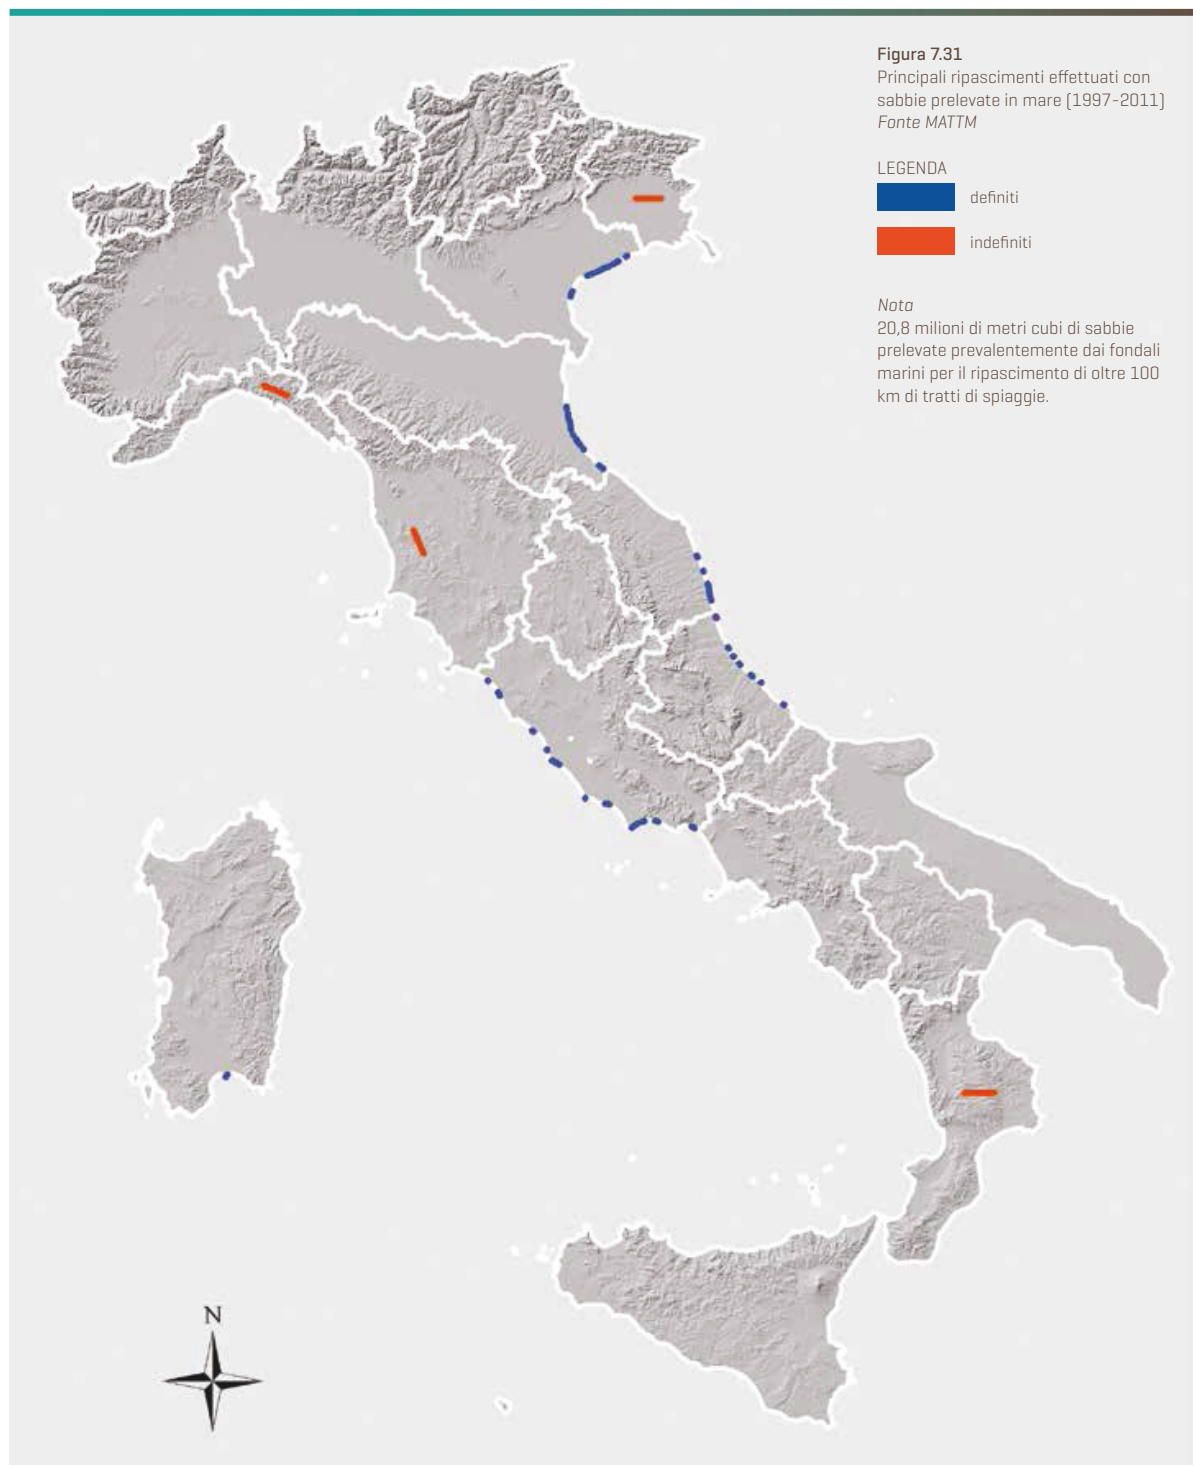 Figura 7.31
Principali ripascimenti effettuati con
sabbie prelevate in mare (1997-2011)
Fonte MATTM
LEGENDA
definiti
indefiniti
Nota
20,8 milioni di metri cubi di sabbie
prelevate prevalentemente dai fondali
marini per il ripascimento di oltre 100
km di tratti di spiaggie.
N